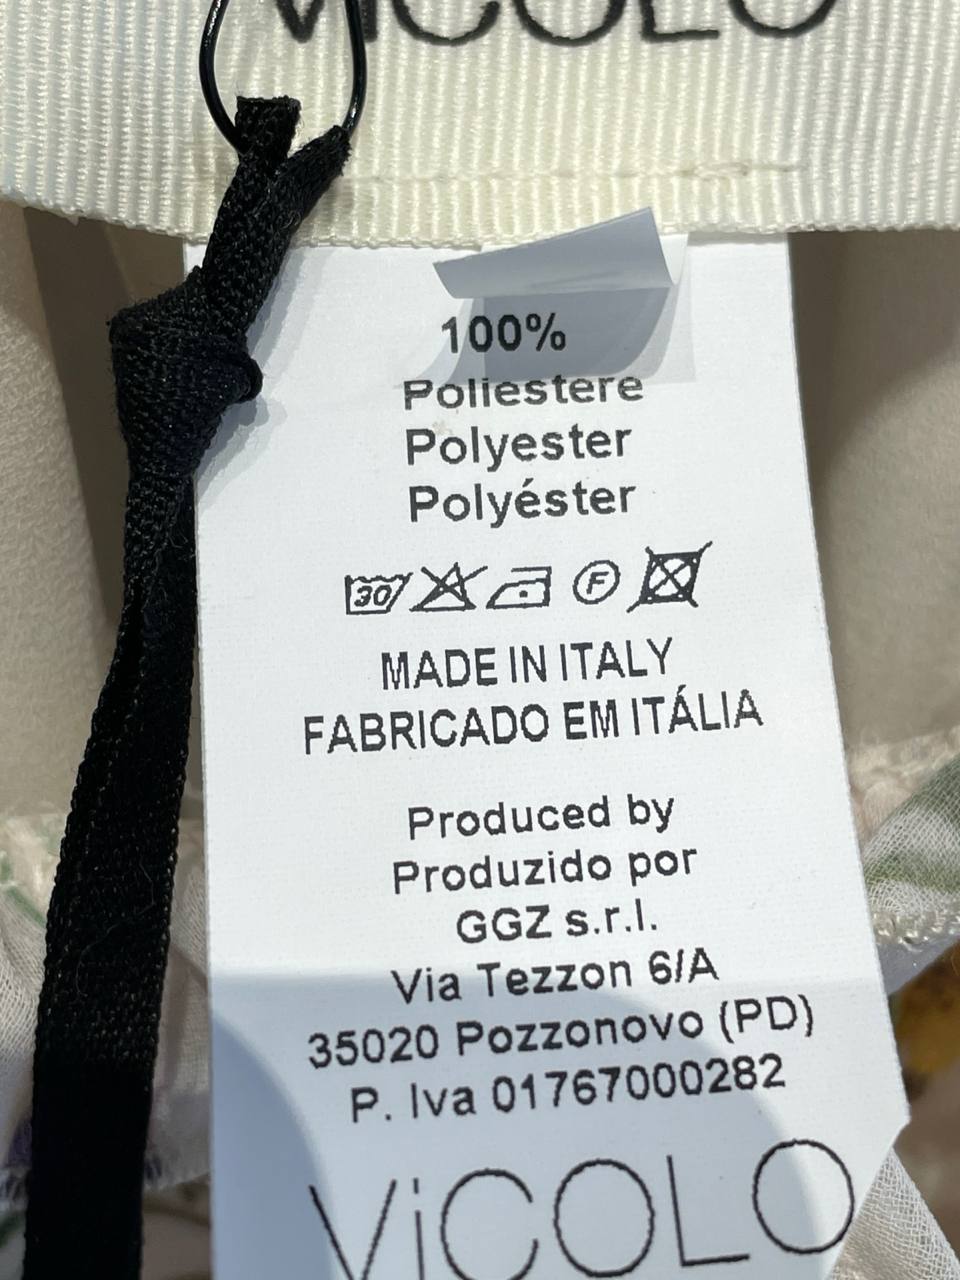 ViCOLO
100%
Poliestere
Polyester
Polyéster
30 F
MADE IN ITALY
FABRICADO EM ITÁLIA
Produced by
Produzido por
GGZ s.r.l.
Via Tezzon 6/A
35020 Pozzonovo (PD)
P. Iva 01767000282
ViCOLO